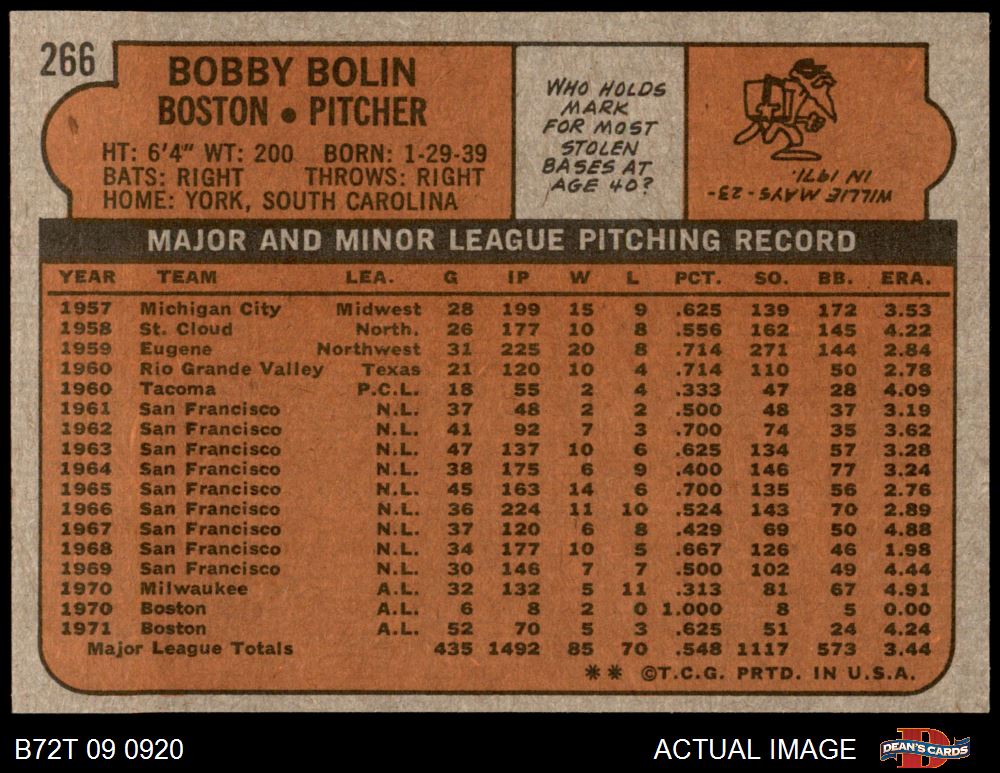 266
BOBBY BOLIN
BOSTON • PITCHER
HT: 6'4" WT: 200 BORN: 1-29-39
BATS: RIGHT THROWS: RIGHT
HOME: YORK, SOUTH CAROLINA
WHO HOLDS
MARK
FOR MOST
STOLEN
BASES AT
AGE 40?
WILLIE MAYS-23-
IN 1971.
MAJOR AND MINOR LEAGUE PITCHING RECORD
YEAR TEAM LEA. G IP W L PCT. SO. BB. ERA.
1957 Michigan City Midwest 28 199 15 9 .625 139 172 3.53
1958 St. Cloud North. 26 177 10 8 .556 162 145 4.22
1959 Eugene Northwest 31 225 20 8 .714 271 144 2.84
1960 Rio Grande Valley Texas 21 120 10 4 .714 110 50 2.78
1960 Tacoma P.C.L. 18 55 2 4 .333 47 28 4.09
1961 San Francisco N.L. 37 48 2 2 .500 48 37 3.19
1962 San Francisco N.L. 41 92 7 3 .700 74 35 3.62
1963 San Francisco N.L. 47 137 10 6 .625 134 57 3.28
1964 San Francisco N.L. 38 175 6 9 .400 146 77 3.24
1965 San Francisco N.L. 45 163 14 6 .700 135 56 2.76
1966 San Francisco N.L. 36 224 11 10 .524 143 70 2.89
1967 San Francisco N.L. 37 120 6 8 .429 69 50 4.88
1968 San Francisco N.L. 34 177 10 5 .667 126 46 1.98
1969 San Francisco N.L. 30 146 7 7 .500 102 49 4.44
1970 Milwaukee A.L. 32 132 5 11 .313 81 67 4.91
1970 Boston A.L. 6 8 2 0 1.000 8 5 0.00
1971 Boston A.L. 52 70 5 3 .625 51 24 4.24
Major League Totals 435 1492 85 70 .548 1117 573 3.44
** ©T.C.G. PRTD. IN U.S.A.
B72T 09 0920
ACTUAL IMAGE
DEAN'S CARDS